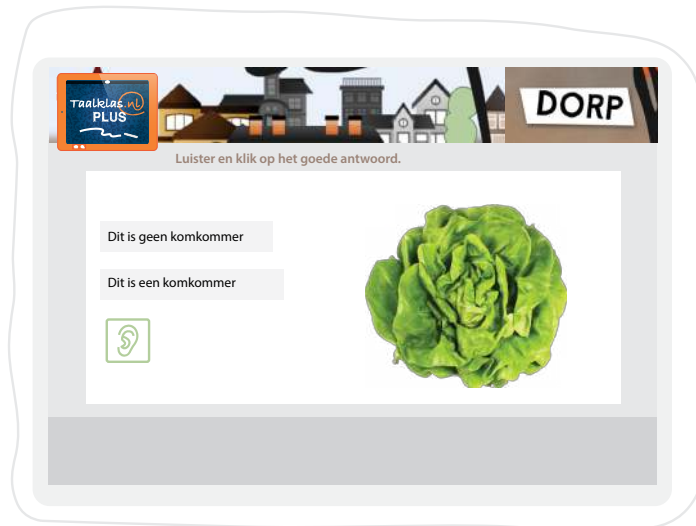 Taalklas.nl
PLUS
DORP
Luister en klik op het goede antwoord.
Dit is geen komkommer
Dit is een komkommer